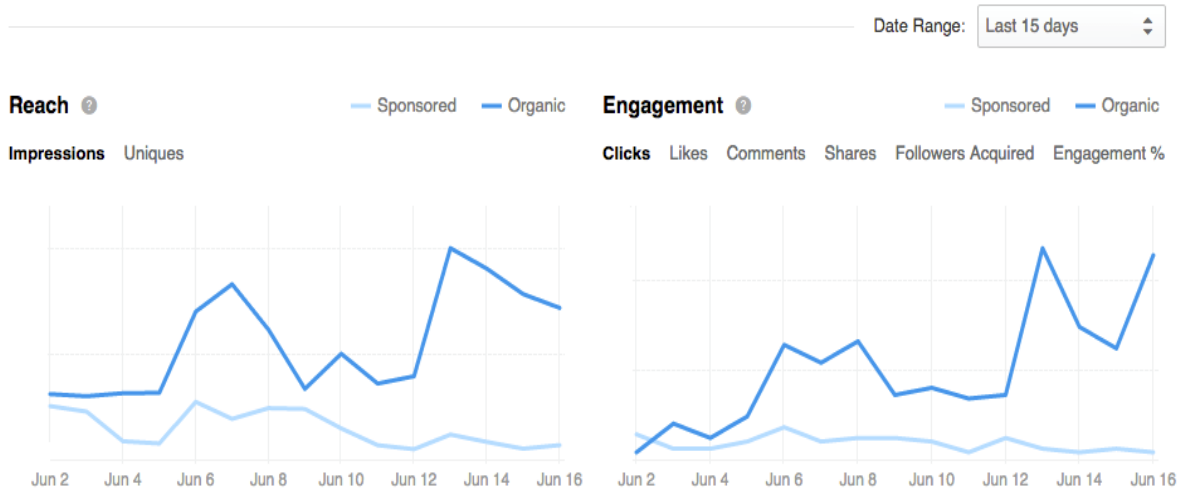 Date Range: Last 15 days
Reach ? Sponsored Organic
Impressions Uniques
Jun 2 Jun 4 Jun 6 Jun 8 Jun 10 Jun 12 Jun 14 Jun 16
Engagement ? Sponsored Organic
Clicks Likes Comments Shares Followers Acquired Engagement %
Jun 2 Jun 4 Jun 6 Jun 8 Jun 10 Jun 12 Jun 14 Jun 16